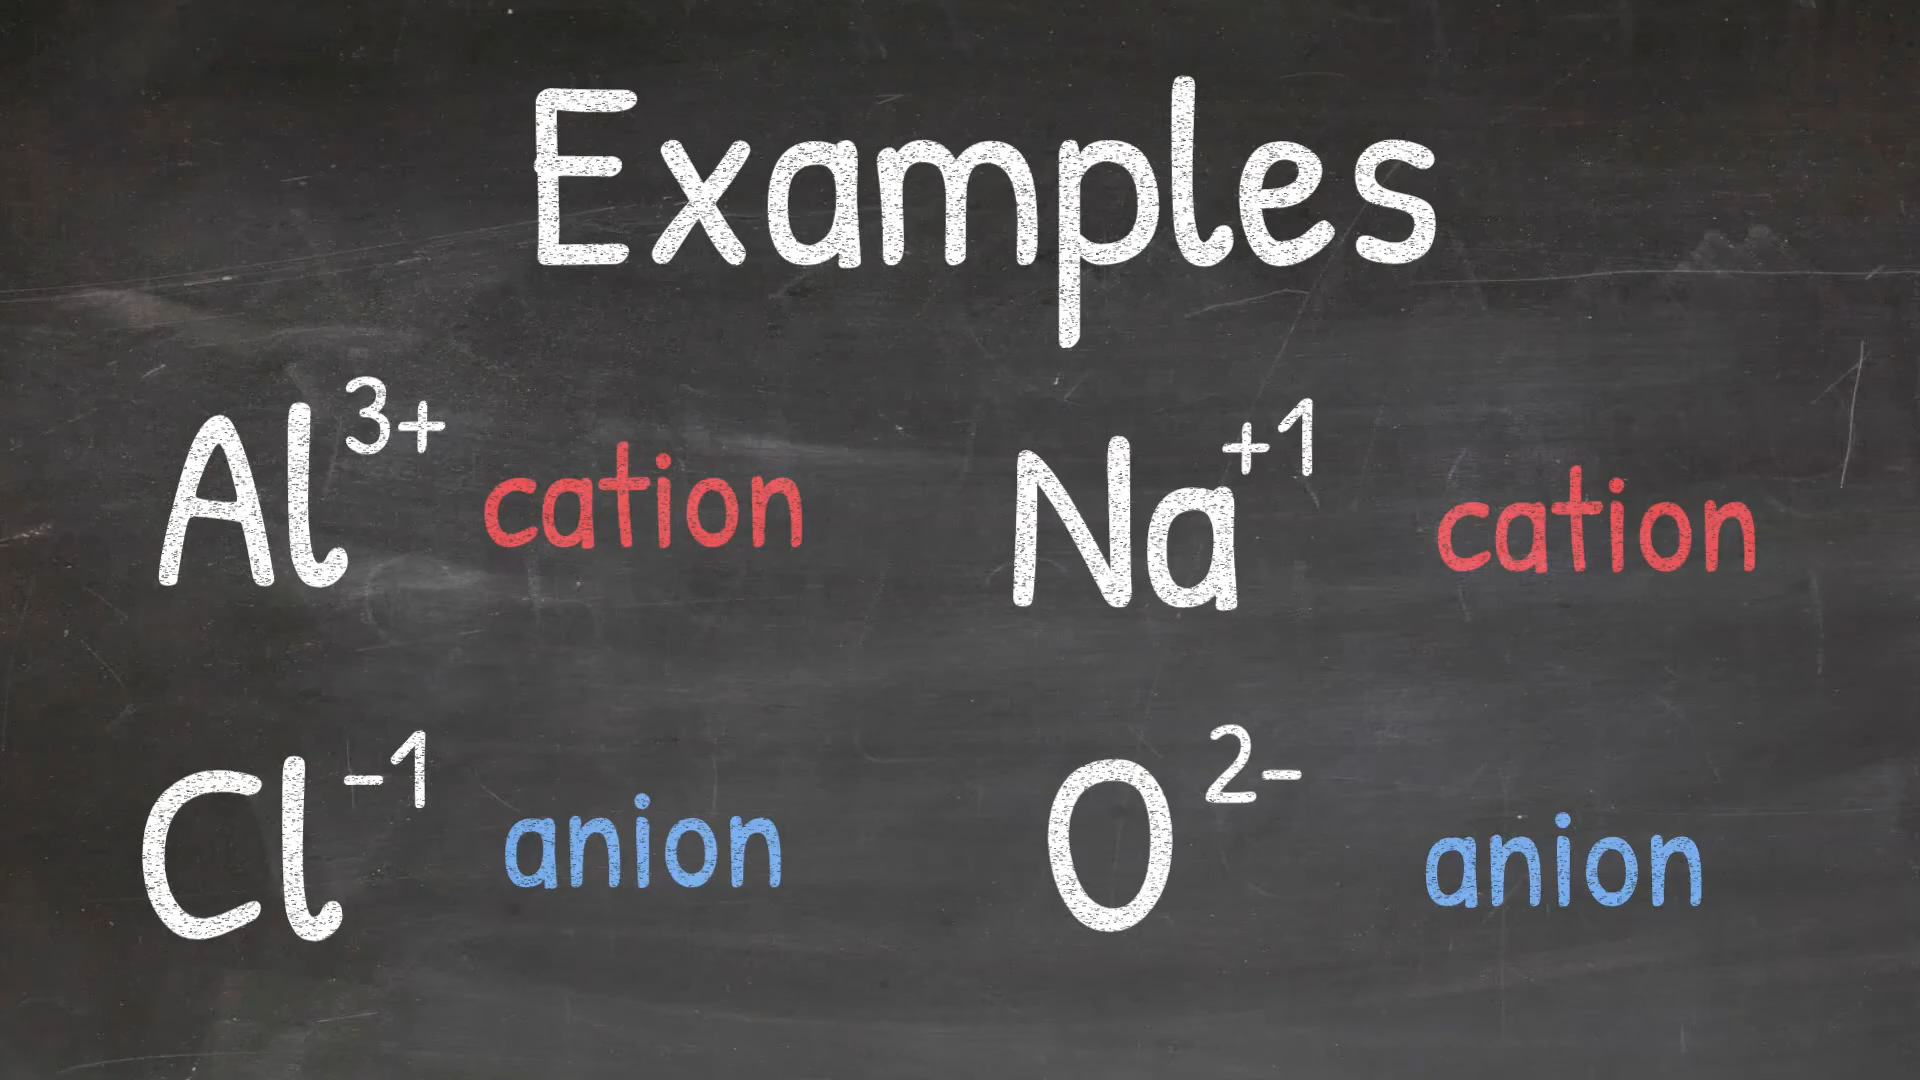 Examples
Al³⁺ cation
Na⁺¹ cation
Cl⁻¹ anion
O²⁻ anion